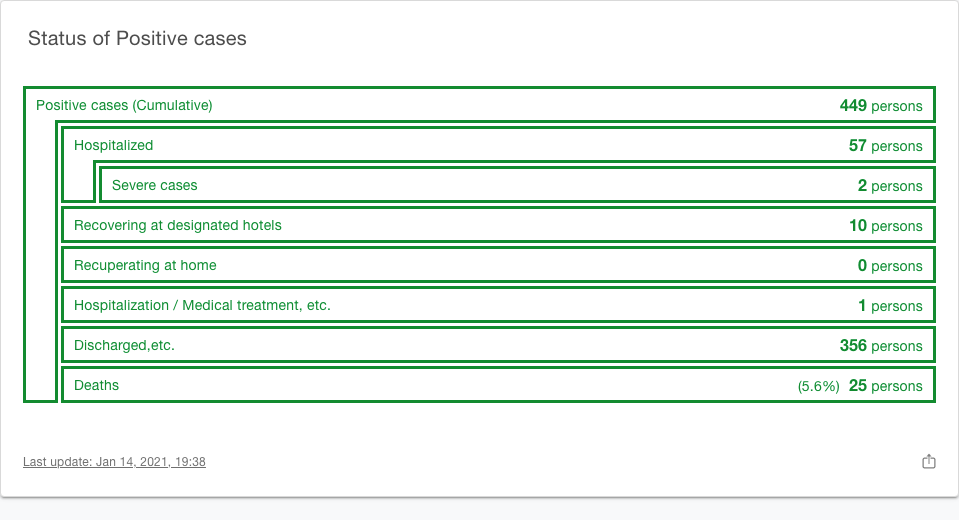 Status of Positive cases
Positive cases (Cumulative) 449 persons
Hospitalized 57 persons
Severe cases 2 persons
Recovering at designated hotels 10 persons
Recuperating at home 0 persons
Hospitalization / Medical treatment, etc. 1 persons
Discharged,etc. 356 persons
Deaths (5.6%) 25 persons
Last update: Jan 14, 2021, 19:38